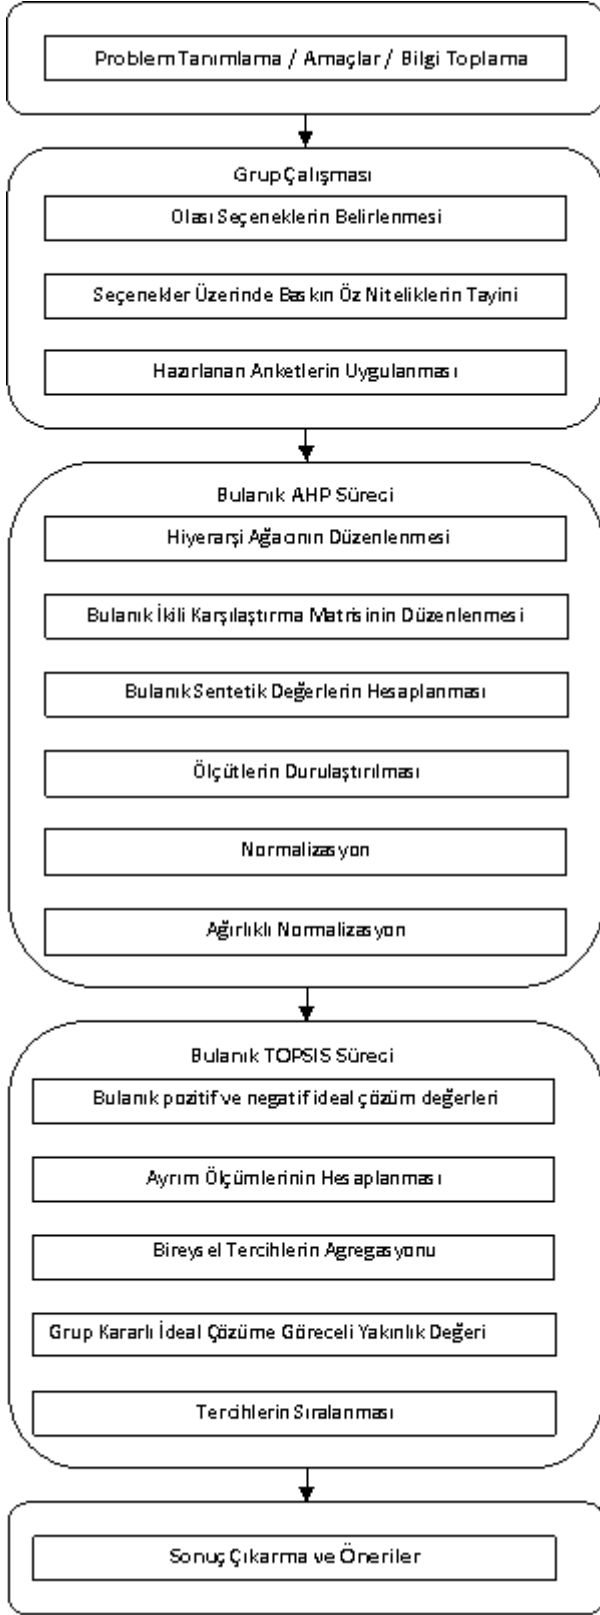 Problem Tanımlama / Amaçlar / Bilgi Toplama
Grup Çalışması
Olası Seçeneklerin Belirlenmesi
Seçenekler Üzerinde Baskın Öz Niteliklerin Tayini
Hazırlanan Anketlerin Uygulanması
Bulanık AHP Süreci
Hiyerarşi Ağacının Düzenlenmesi
Bulanık İkili Karşılaştırma Matrisinin Düzenlenmesi
Bulanık Sentetik Değerlerin Hesaplanması
Ölçütlerin Durulaştırılması
Normalizasyon
Ağırlıklı Normalizasyon
Bulanık TOPSIS Süreci
Bulanık pozitif ve negatif ideal çözüm değerleri
Ayrım Ölçümlerinin Hesaplanması
Bireysel Tercihlerin Agregasyonu
Grup Kararlı İdeal Çözüme Göreceli Yakınlık Değeri
Tercihlerin Sıralanması
Sonuç Çıkarma ve Öneriler